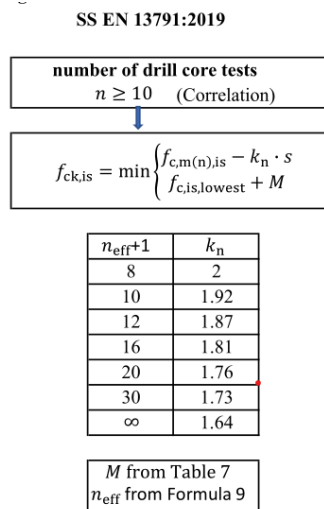 SS EN 13791:2019
number of drill core tests
n ≥ 10 (Correlation)
f_ck,is = min { f_c,m(n),is − k_n · s
f_c,is,lowest + M
n_eff+1 k_n
8 2
10 1.92
12 1.87
16 1.81
20 1.76
30 1.73
∞ 1.64
M from Table 7
n_eff from Formula 9